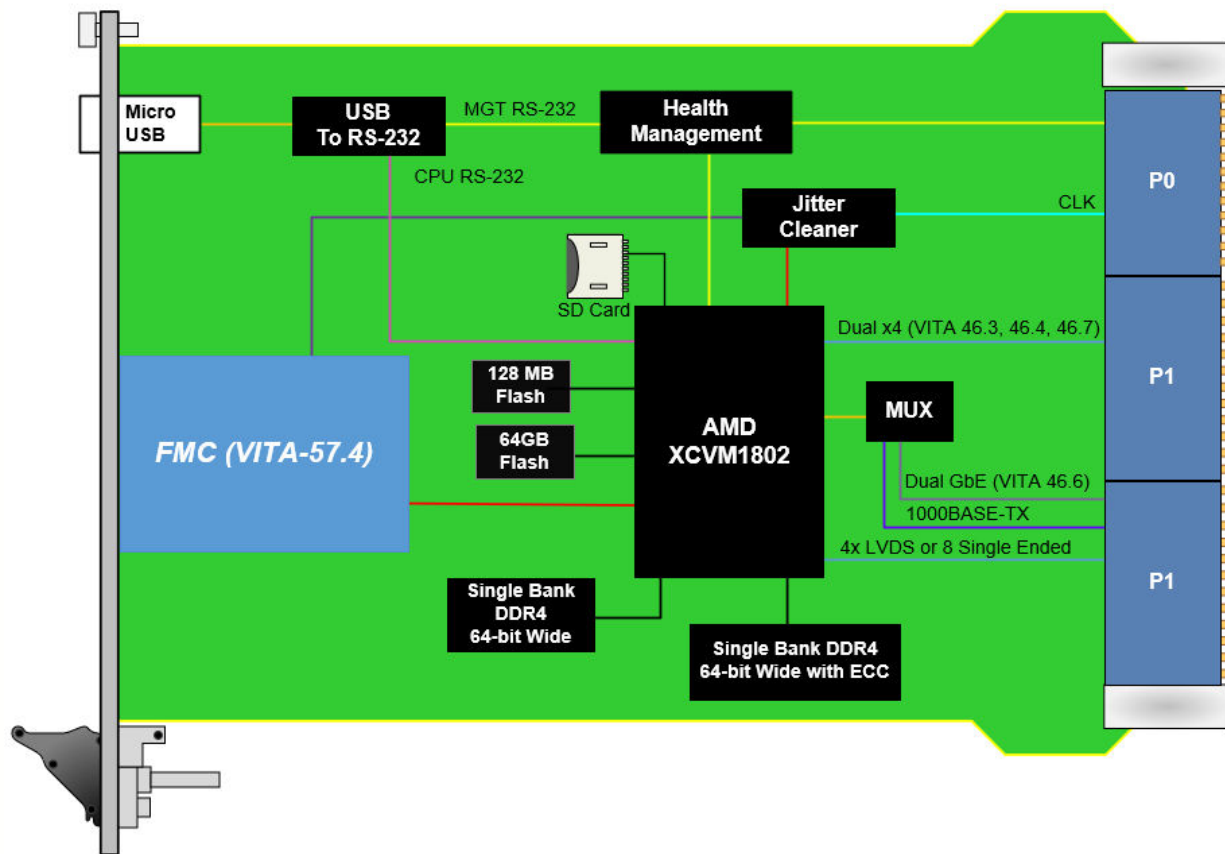 Micro
USB
USB
To RS-232
MGT RS-232
Health
Management
CPU RS-232
P0
Jitter
Cleaner
CLK
SD Card
Dual x4 (VITA 46.3, 46.4, 46.7)
128 MB
Flash
P1
MUX
FMC (VITA-57.4)
AMD
XCVM1802
64GB
Flash
Dual GbE (VITA 46.6)
1000BASE-TX
4x LVDS or 8 Single Ended
P1
Single Bank
DDR4
64-bit Wide
Single Bank DDR4
64-bit Wide with ECC